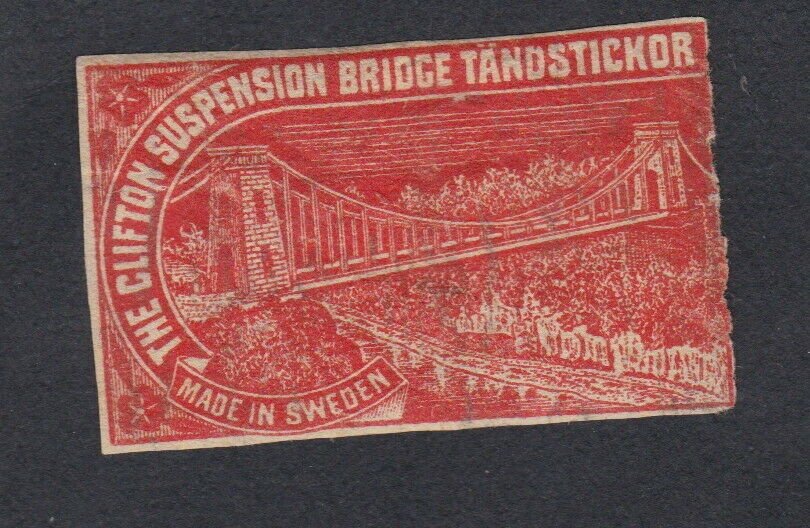 THE CLIFTON SUSPENSION BRIDGE TÄNDSTICKOR
MADE IN SWEDEN